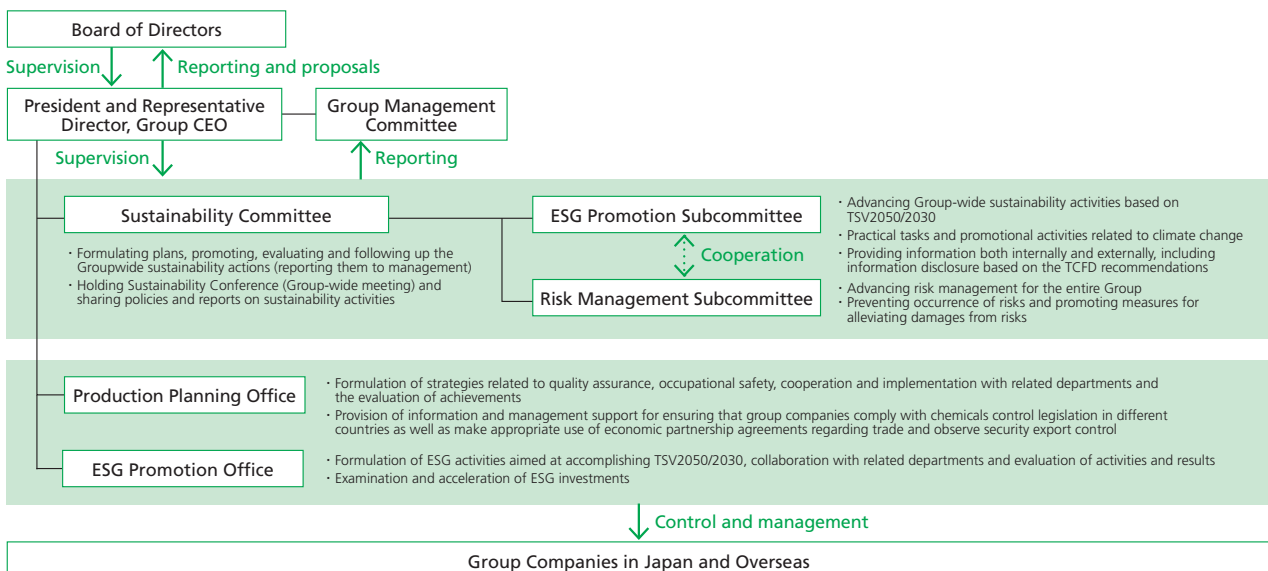 Board of Directors
Supervision
Reporting and proposals
President and Representative
Director, Group CEO
Group Management
Committee
Supervision
Reporting
Sustainability Committee
・Formulating plans, promoting, evaluating and following up the
Groupwide sustainability actions (reporting them to management)
・Holding Sustainability Conference (Group-wide meeting) and
sharing policies and reports on sustainability activities
ESG Promotion Subcommittee
・Advancing Group-wide sustainability activities based on
TSV2050/2030
・Practical tasks and promotional activities related to climate change
・Providing information both internally and externally, including
information disclosure based on the TCFD recommendations
Cooperation
Risk Management Subcommittee
・Advancing risk management for the entire Group
・Preventing occurrence of risks and promoting measures for
alleviating damages from risks
Production Planning Office
・Formulation of strategies related to quality assurance, occupational safety, cooperation and implementation with related departments and
the evaluation of achievements
・Provision of information and management support for ensuring that group companies comply with chemicals control legislation in different
countries as well as make appropriate use of economic partnership agreements regarding trade and observe security export control
ESG Promotion Office
・Formulation of ESG activities aimed at accomplishing TSV2050/2030, collaboration with related departments and evaluation of activities and results
・Examination and acceleration of ESG investments
Control and management
Group Companies in Japan and Overseas